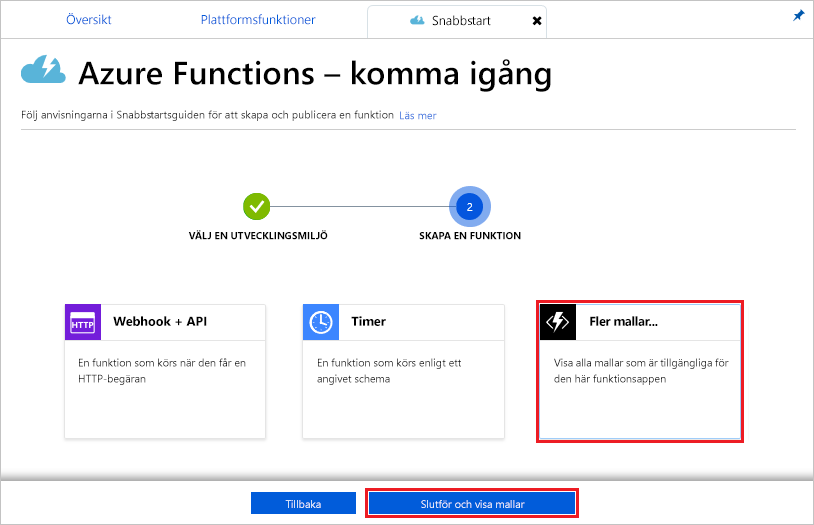 Översikt
Plattformsfunktioner
Snabbstart
Azure Functions – komma igång
Följ anvisningarna i Snabbstartsguiden för att skapa och publicera en funktion Läs mer
2
VÄLJ EN UTVECKLINGSMILJÖ
SKAPA EN FUNKTION
HTTP
Webhook + API
En funktion som körs när den får en
HTTP-begäran
Timer
En funktion som körs enligt ett
angivet schema
Fler mallar...
Visa alla mallar som är tillgängliga för
den här funktionsappen
Tillbaka
Slutför och visa mallar